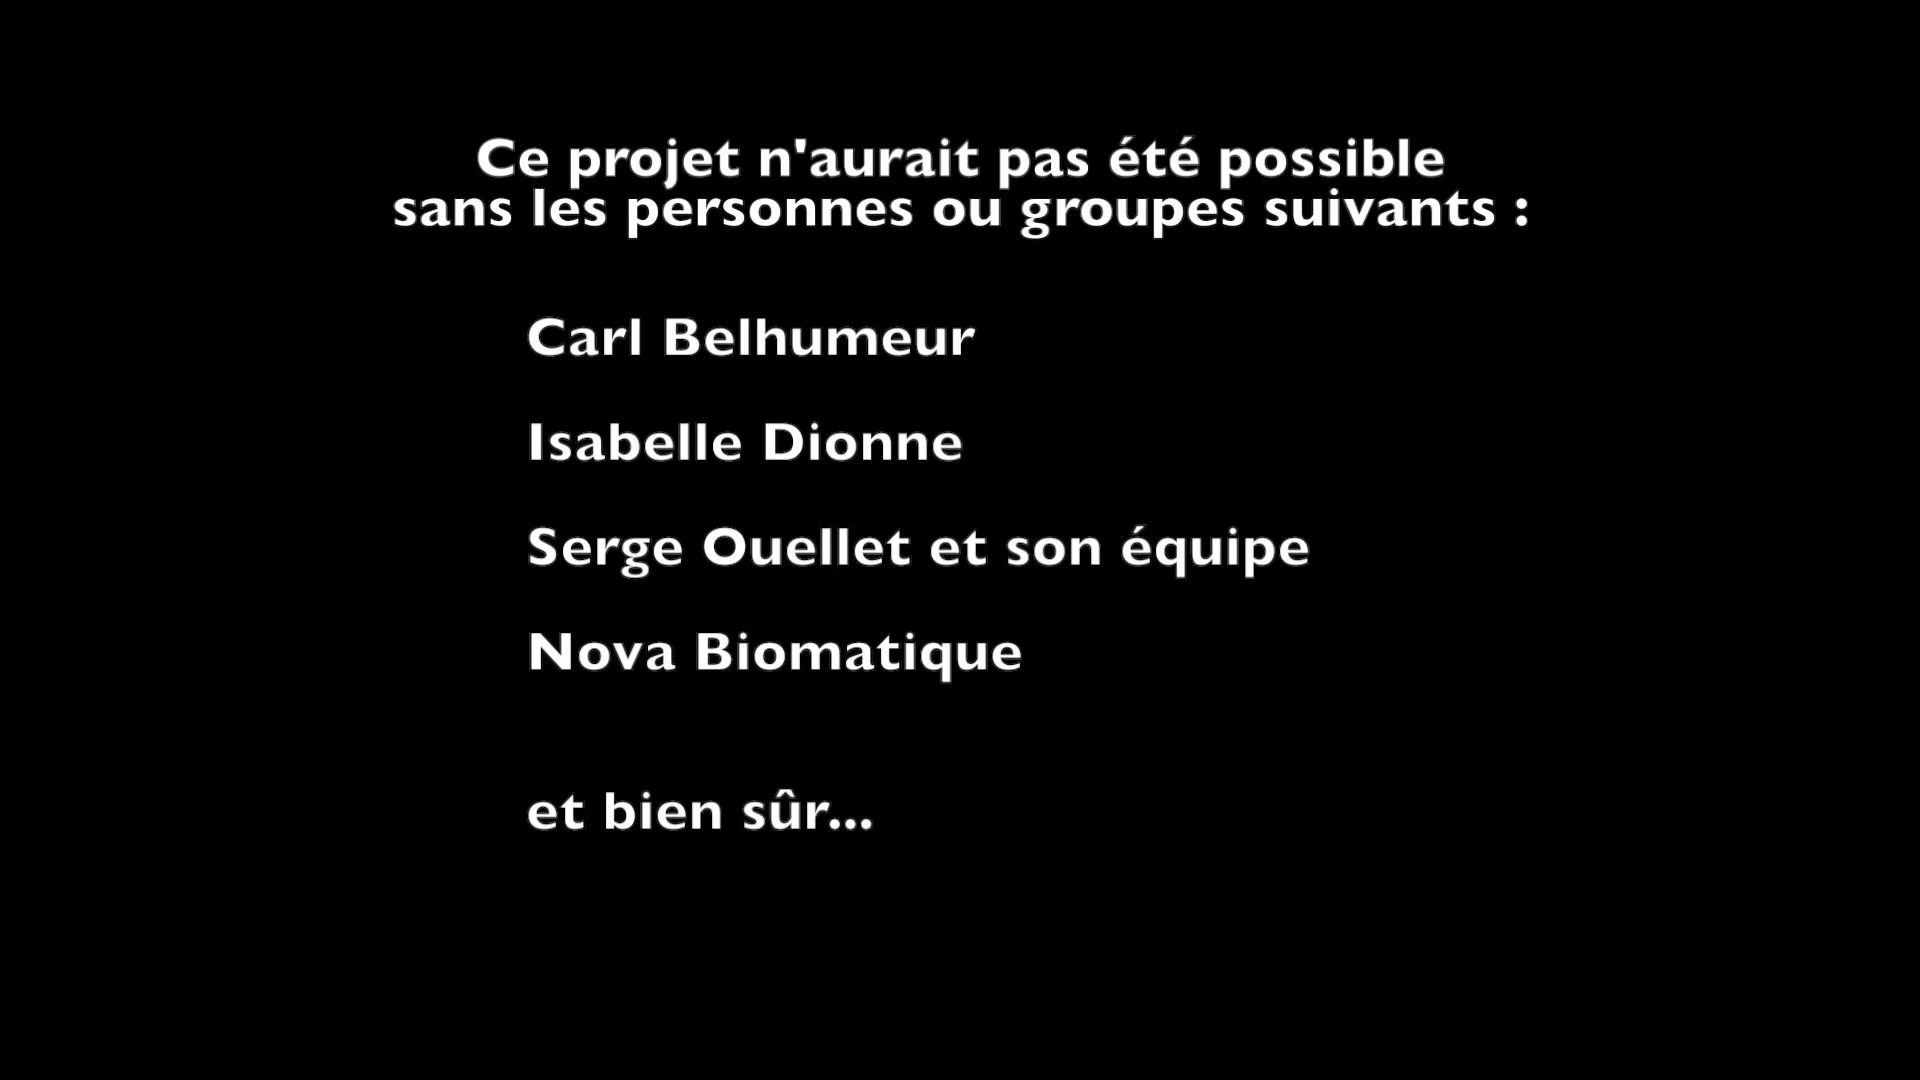 Ce projet n'aurait pas été possible
sans les personnes ou groupes suivants :
Carl Belhumeur
Isabelle Dionne
Serge Ouellet et son équipe
Nova Biomatique
et bien sûr...